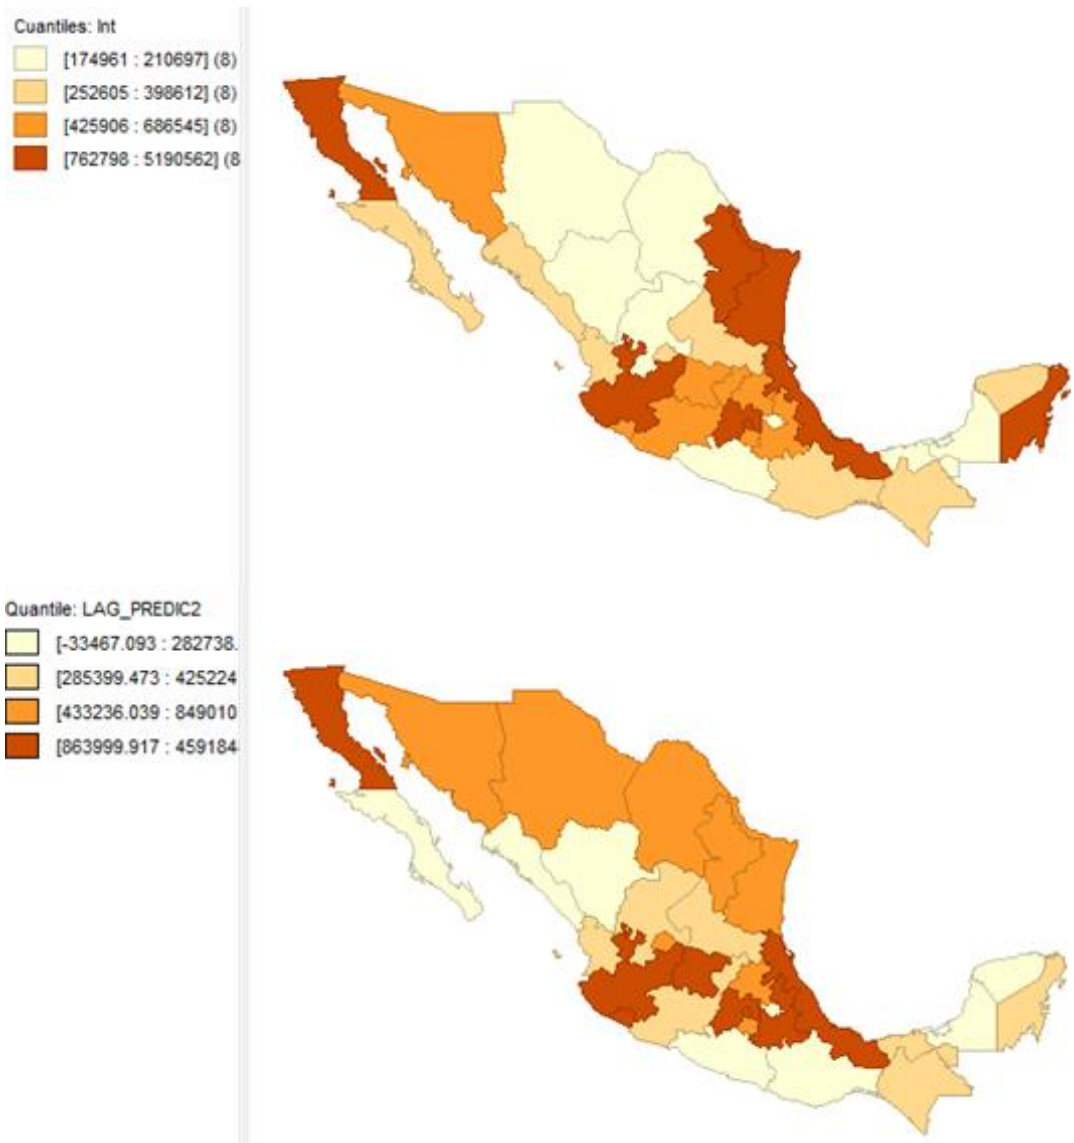 Cuantiles: Int
[174961 : 210697] (8)
[252605 : 398612] (8)
[425906 : 686545] (8)
[762798 : 5190562] (8
Quantile: LAG_PREDIC2
[-33467.093 : 282738.
[285399.473 : 425224
[433236.039 : 849010
[863999.917 : 459184